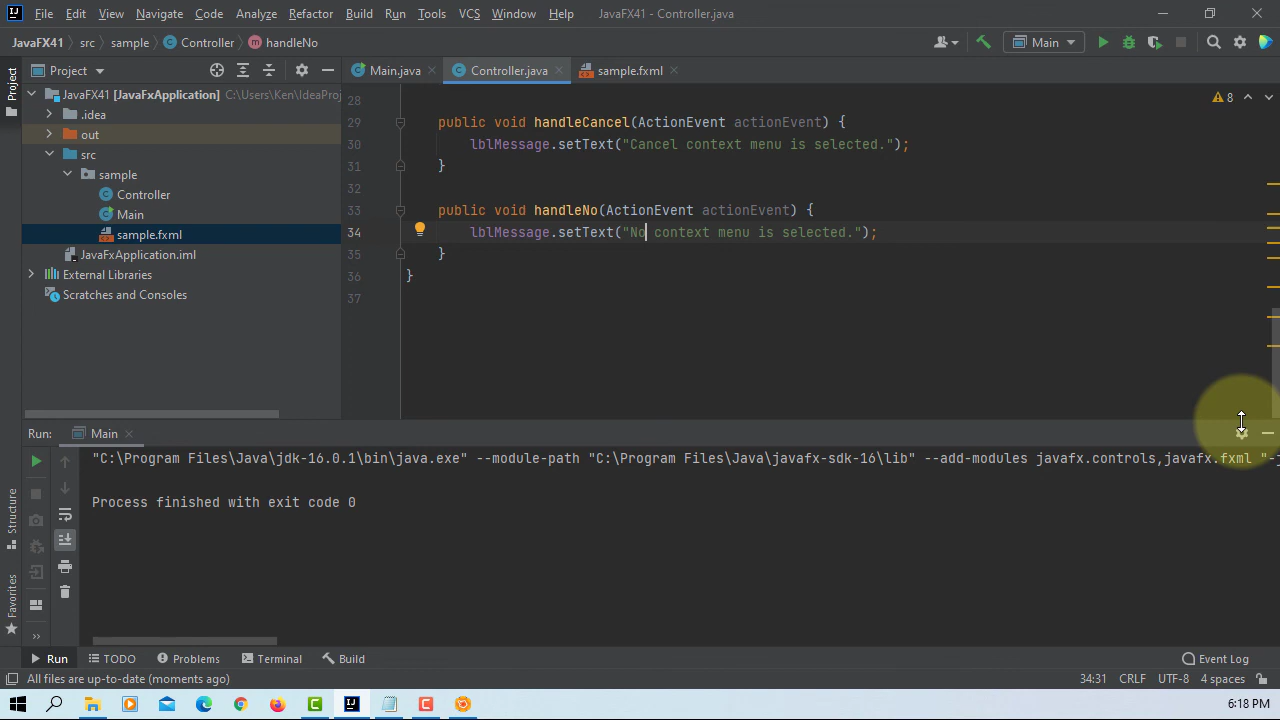 File Edit View Navigate Code Analyze Refactor Build Run Tools VCS Window Help JavaFX41 - Controller.java
JavaFX41 src sample Controller handleNo Main
Project Project Main.java Controller.java sample.fxml
JavaFX41 [JavaFxApplication] C:\Users\Ken\IdeaProj
.idea
out
src
sample
Controller
Main
sample.fxml
JavaFxApplication.iml
External Libraries
Scratches and Consoles
8
28
29 public void handleCancel(ActionEvent actionEvent) {
30 lblMessage.setText("Cancel context menu is selected.");
31 }
32
33 public void handleNo(ActionEvent actionEvent) {
34 lblMessage.setText("No context menu is selected.");
35 }
36 }
37
Run: Main
"C:\Program Files\Java\jdk-16.0.1\bin\java.exe" --module-path "C:\Program Files\Java\javafx-sdk-16\lib" --add-modules javafx.controls,javafx.fxml "-j
Process finished with exit code 0
Structure
Favorites
Run TODO Problems Terminal Build Event Log
All files are up-to-date (moments ago) 34:31 CRLF UTF-8 4 spaces
6:18 PM